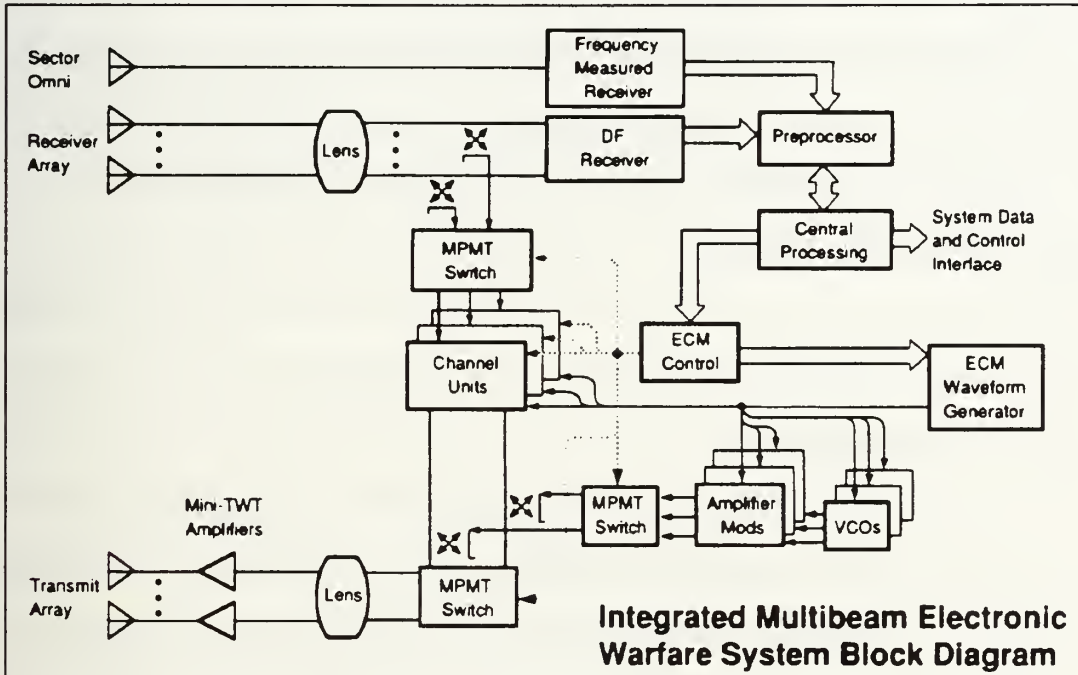 Sector
Omni
Frequency
Measured
Receiver
Receiver
Array
Lens
DF
Receiver
Preprocessor
MPMT
Switch
Central
Processing
System Data
and Control
Interface
Channel
Units
ECM
Control
ECM
Waveform
Generator
Mini-TWT
Amplifiers
MPMT
Switch
Amplifier
Mods
VCOs
Transmit
Array
Lens
MPMT
Switch
Integrated Multibeam Electronic
Warfare System Block Diagram